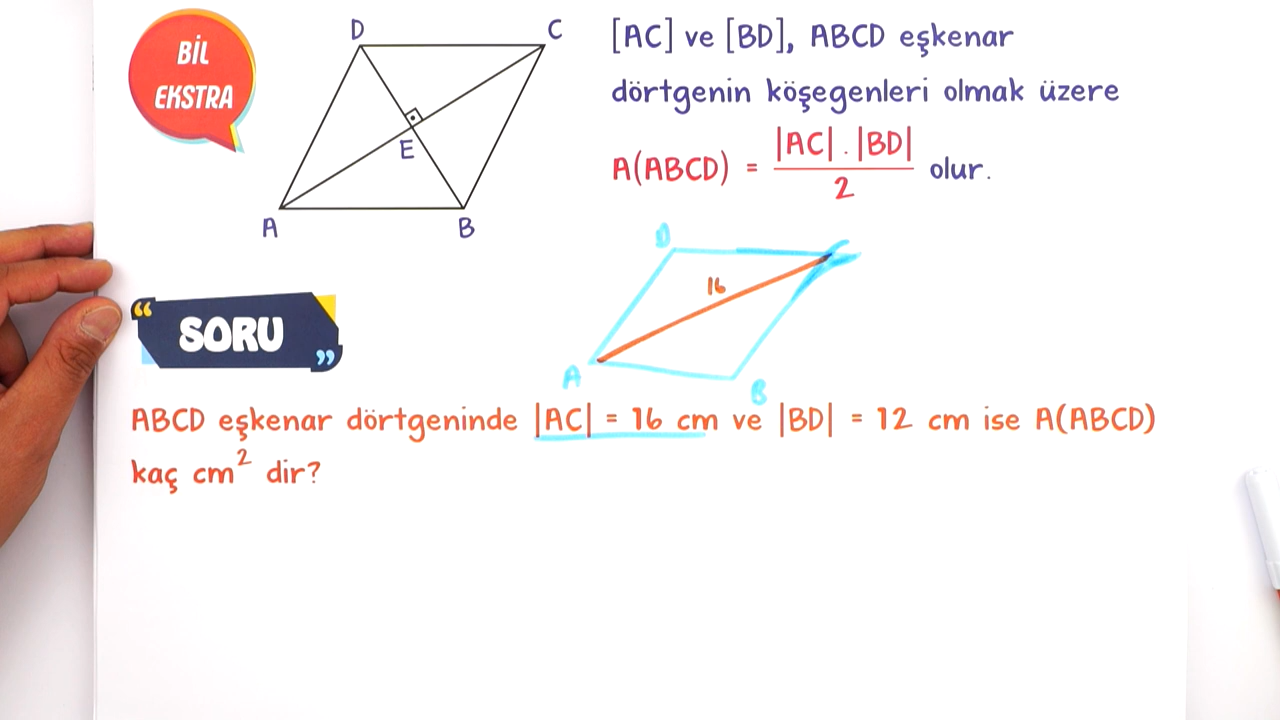 BİL
EKSTRA
D
C
E
A
B
[AC] ve [BD], ABCD eşkenar
dörtgenin köşegenleri olmak üzere
A(ABCD) = |AC| . |BD| / 2 olur.
D
16
A
B
“ SORU ”
ABCD eşkenar dörtgeninde |AC| = 16 cm ve |BD| = 12 cm ise A(ABCD)
kaç cm² dir?